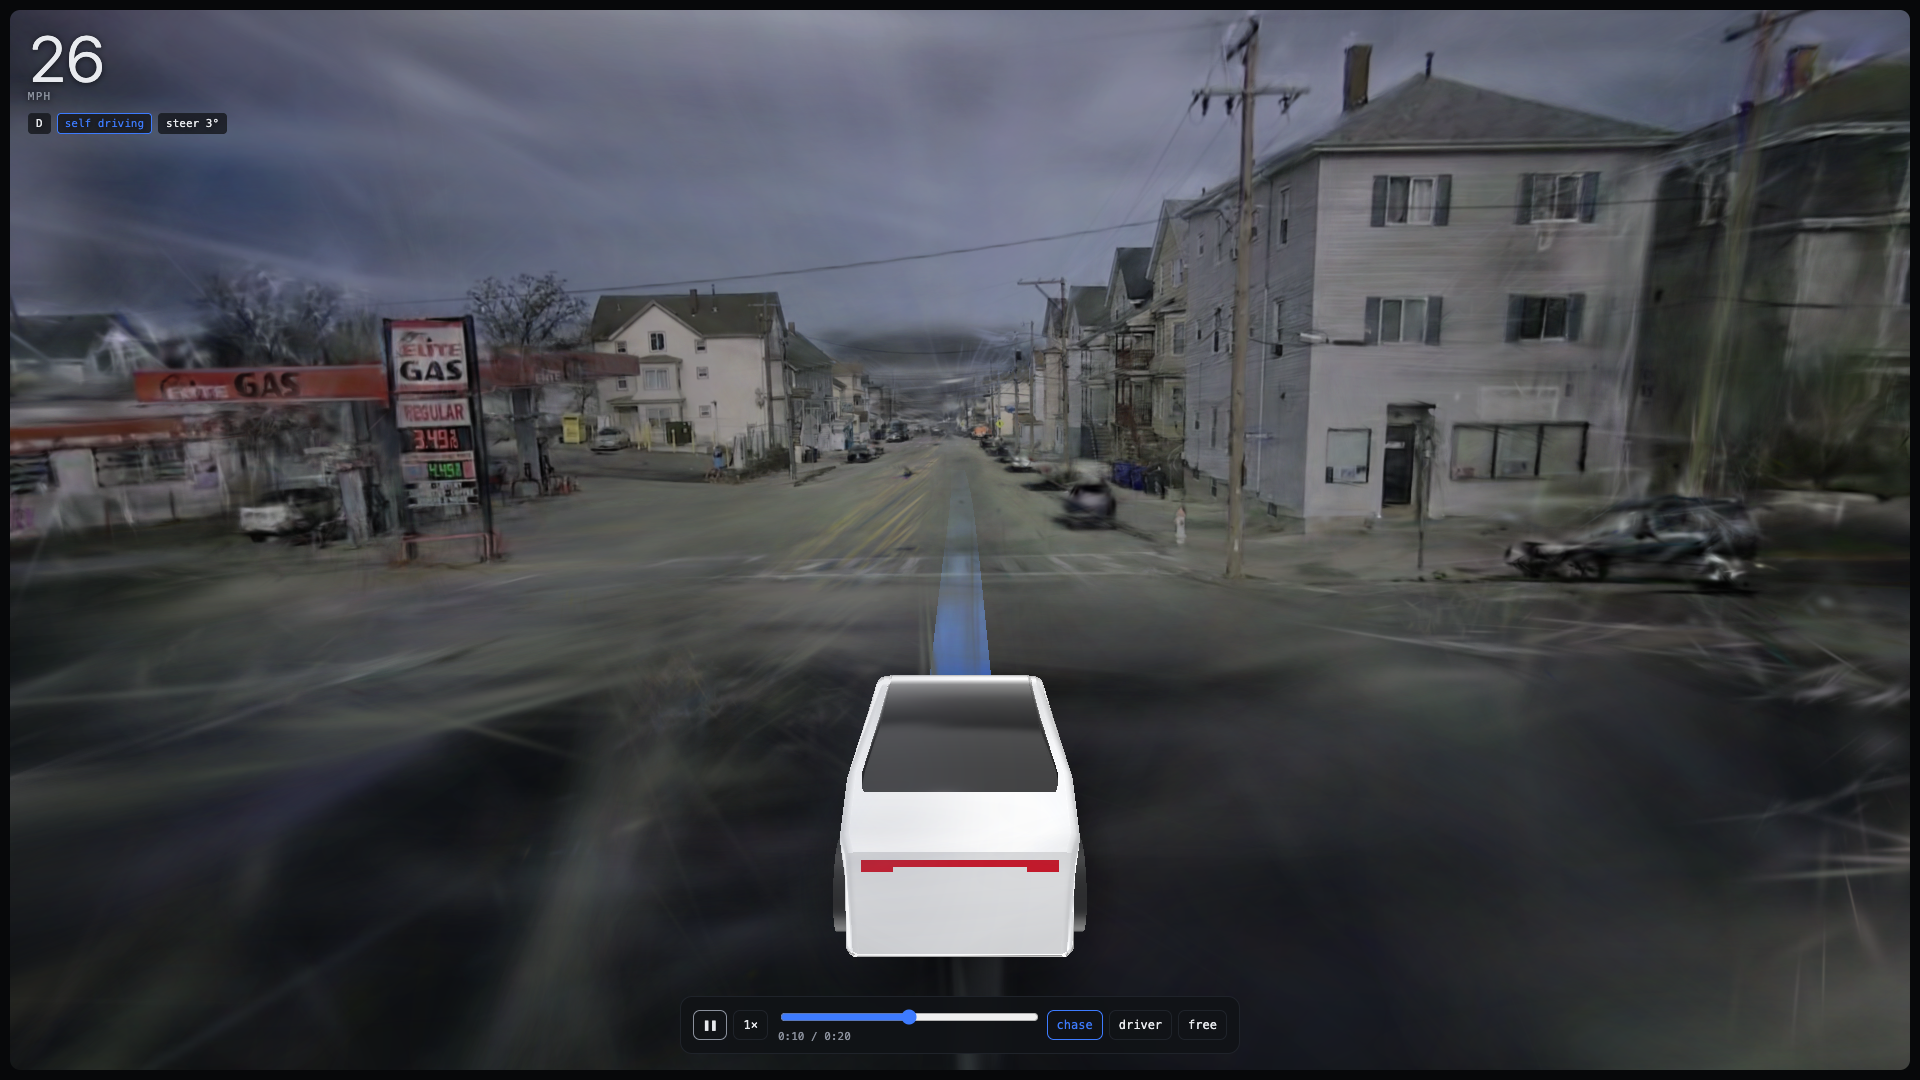 26
MPH
D self driving steer 3°
ELITE
GAS
ELITE GAS
REGULAR
3.49
4.49
1×
0:10 / 0:20
chase driver free